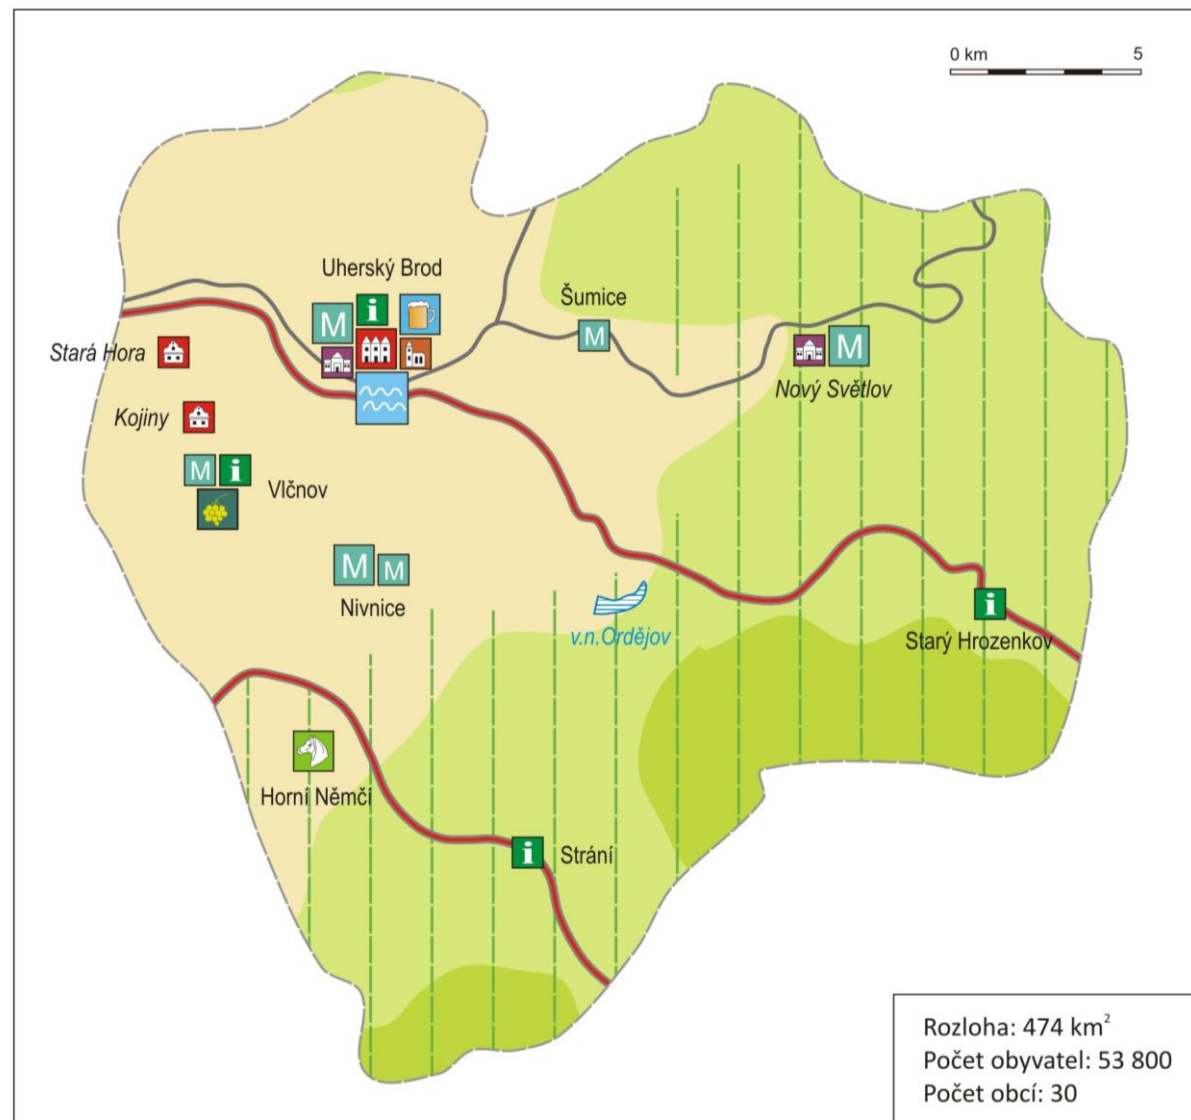 0 km 5
Uherský Brod
M
i
Šumice
M
Stará Hora
M
Nový Světlov
Kojiny
M i
Vlčnov
M M
Nivnice
v.n.Ordějov
i
Starý Hrozenkov
Horní Němčí
i
Strání
Rozloha: 474 km²
Počet obyvatel: 53 800
Počet obcí: 30